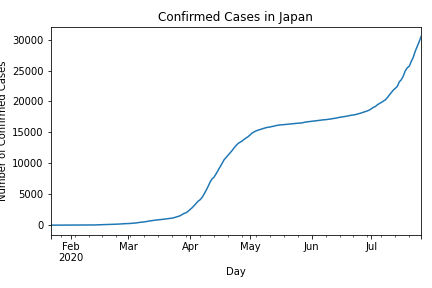 Confirmed Cases in Japan
30000
25000
20000
15000
10000
5000
0
Number of Confirmed Cases
Feb Mar Apr May Jun Jul
2020
Day